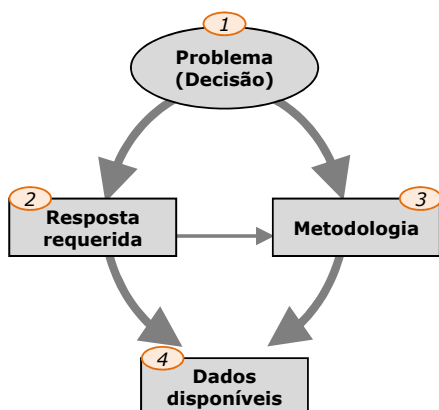 1
Problema
(Decisão)
2
Resposta
requerida
3
Metodologia
4
Dados
disponíveis